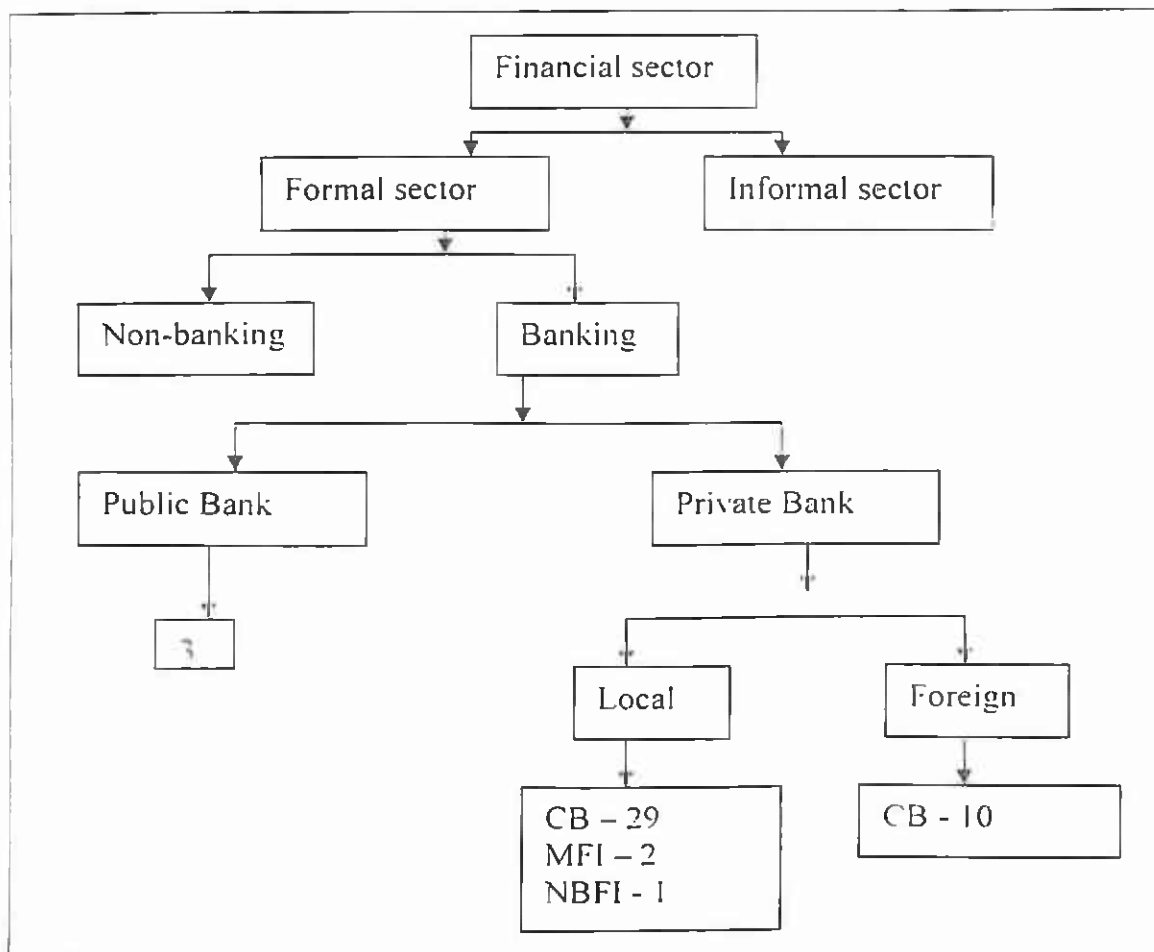 Financial sector
Formal sector
Informal sector
Non-banking
Banking
Public Bank
Private Bank
3
Local
Foreign
CB – 29
MFI – 2
NBFI - 1
CB - 10